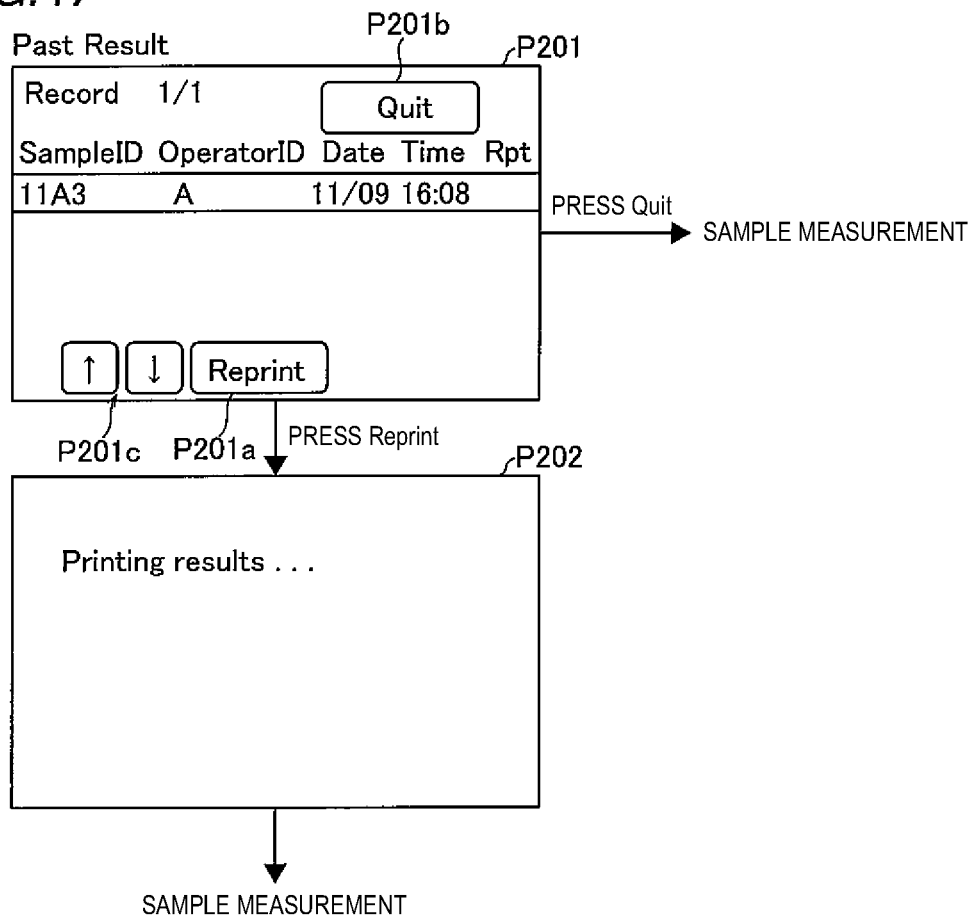 P201b
Past Result
P201
Record 1/1
Quit
SampleID OperatorID Date Time Rpt
11A3 A 11/09 16:08
PRESS Quit
SAMPLE MEASUREMENT
↑ ↓ Reprint
P201c P201a
PRESS Reprint
P202
Printing results . . .
SAMPLE MEASUREMENT